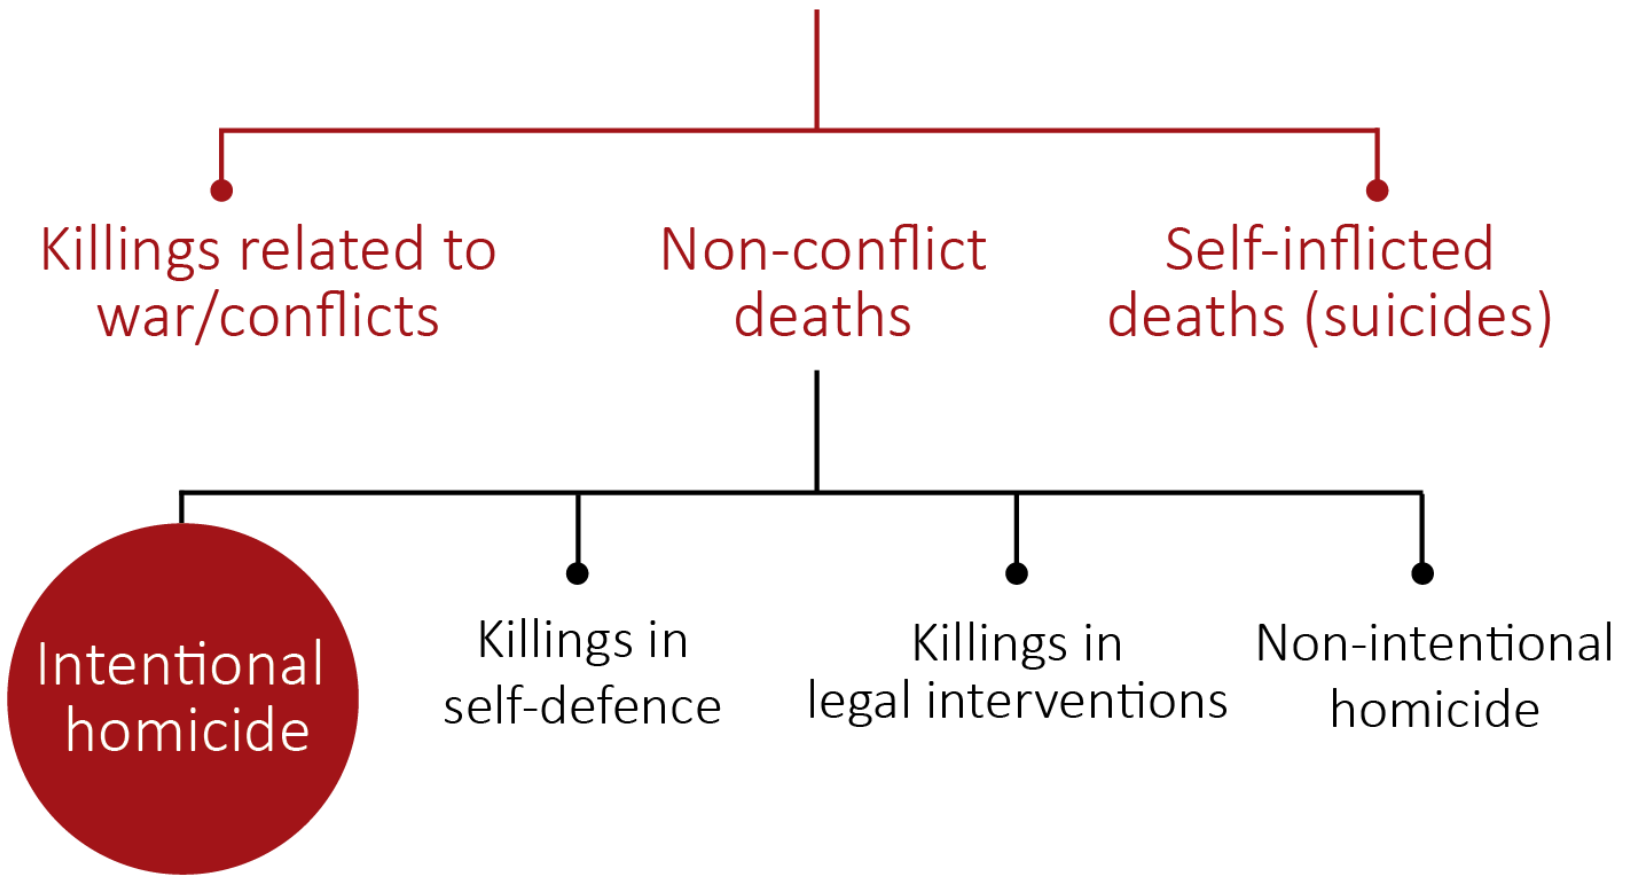 Killings related to
war/conflicts
Non-conflict
deaths
Self-inflicted
deaths (suicides)
Intentional
homicide
Killings in
self-defence
Killings in
legal interventions
Non-intentional
homicide